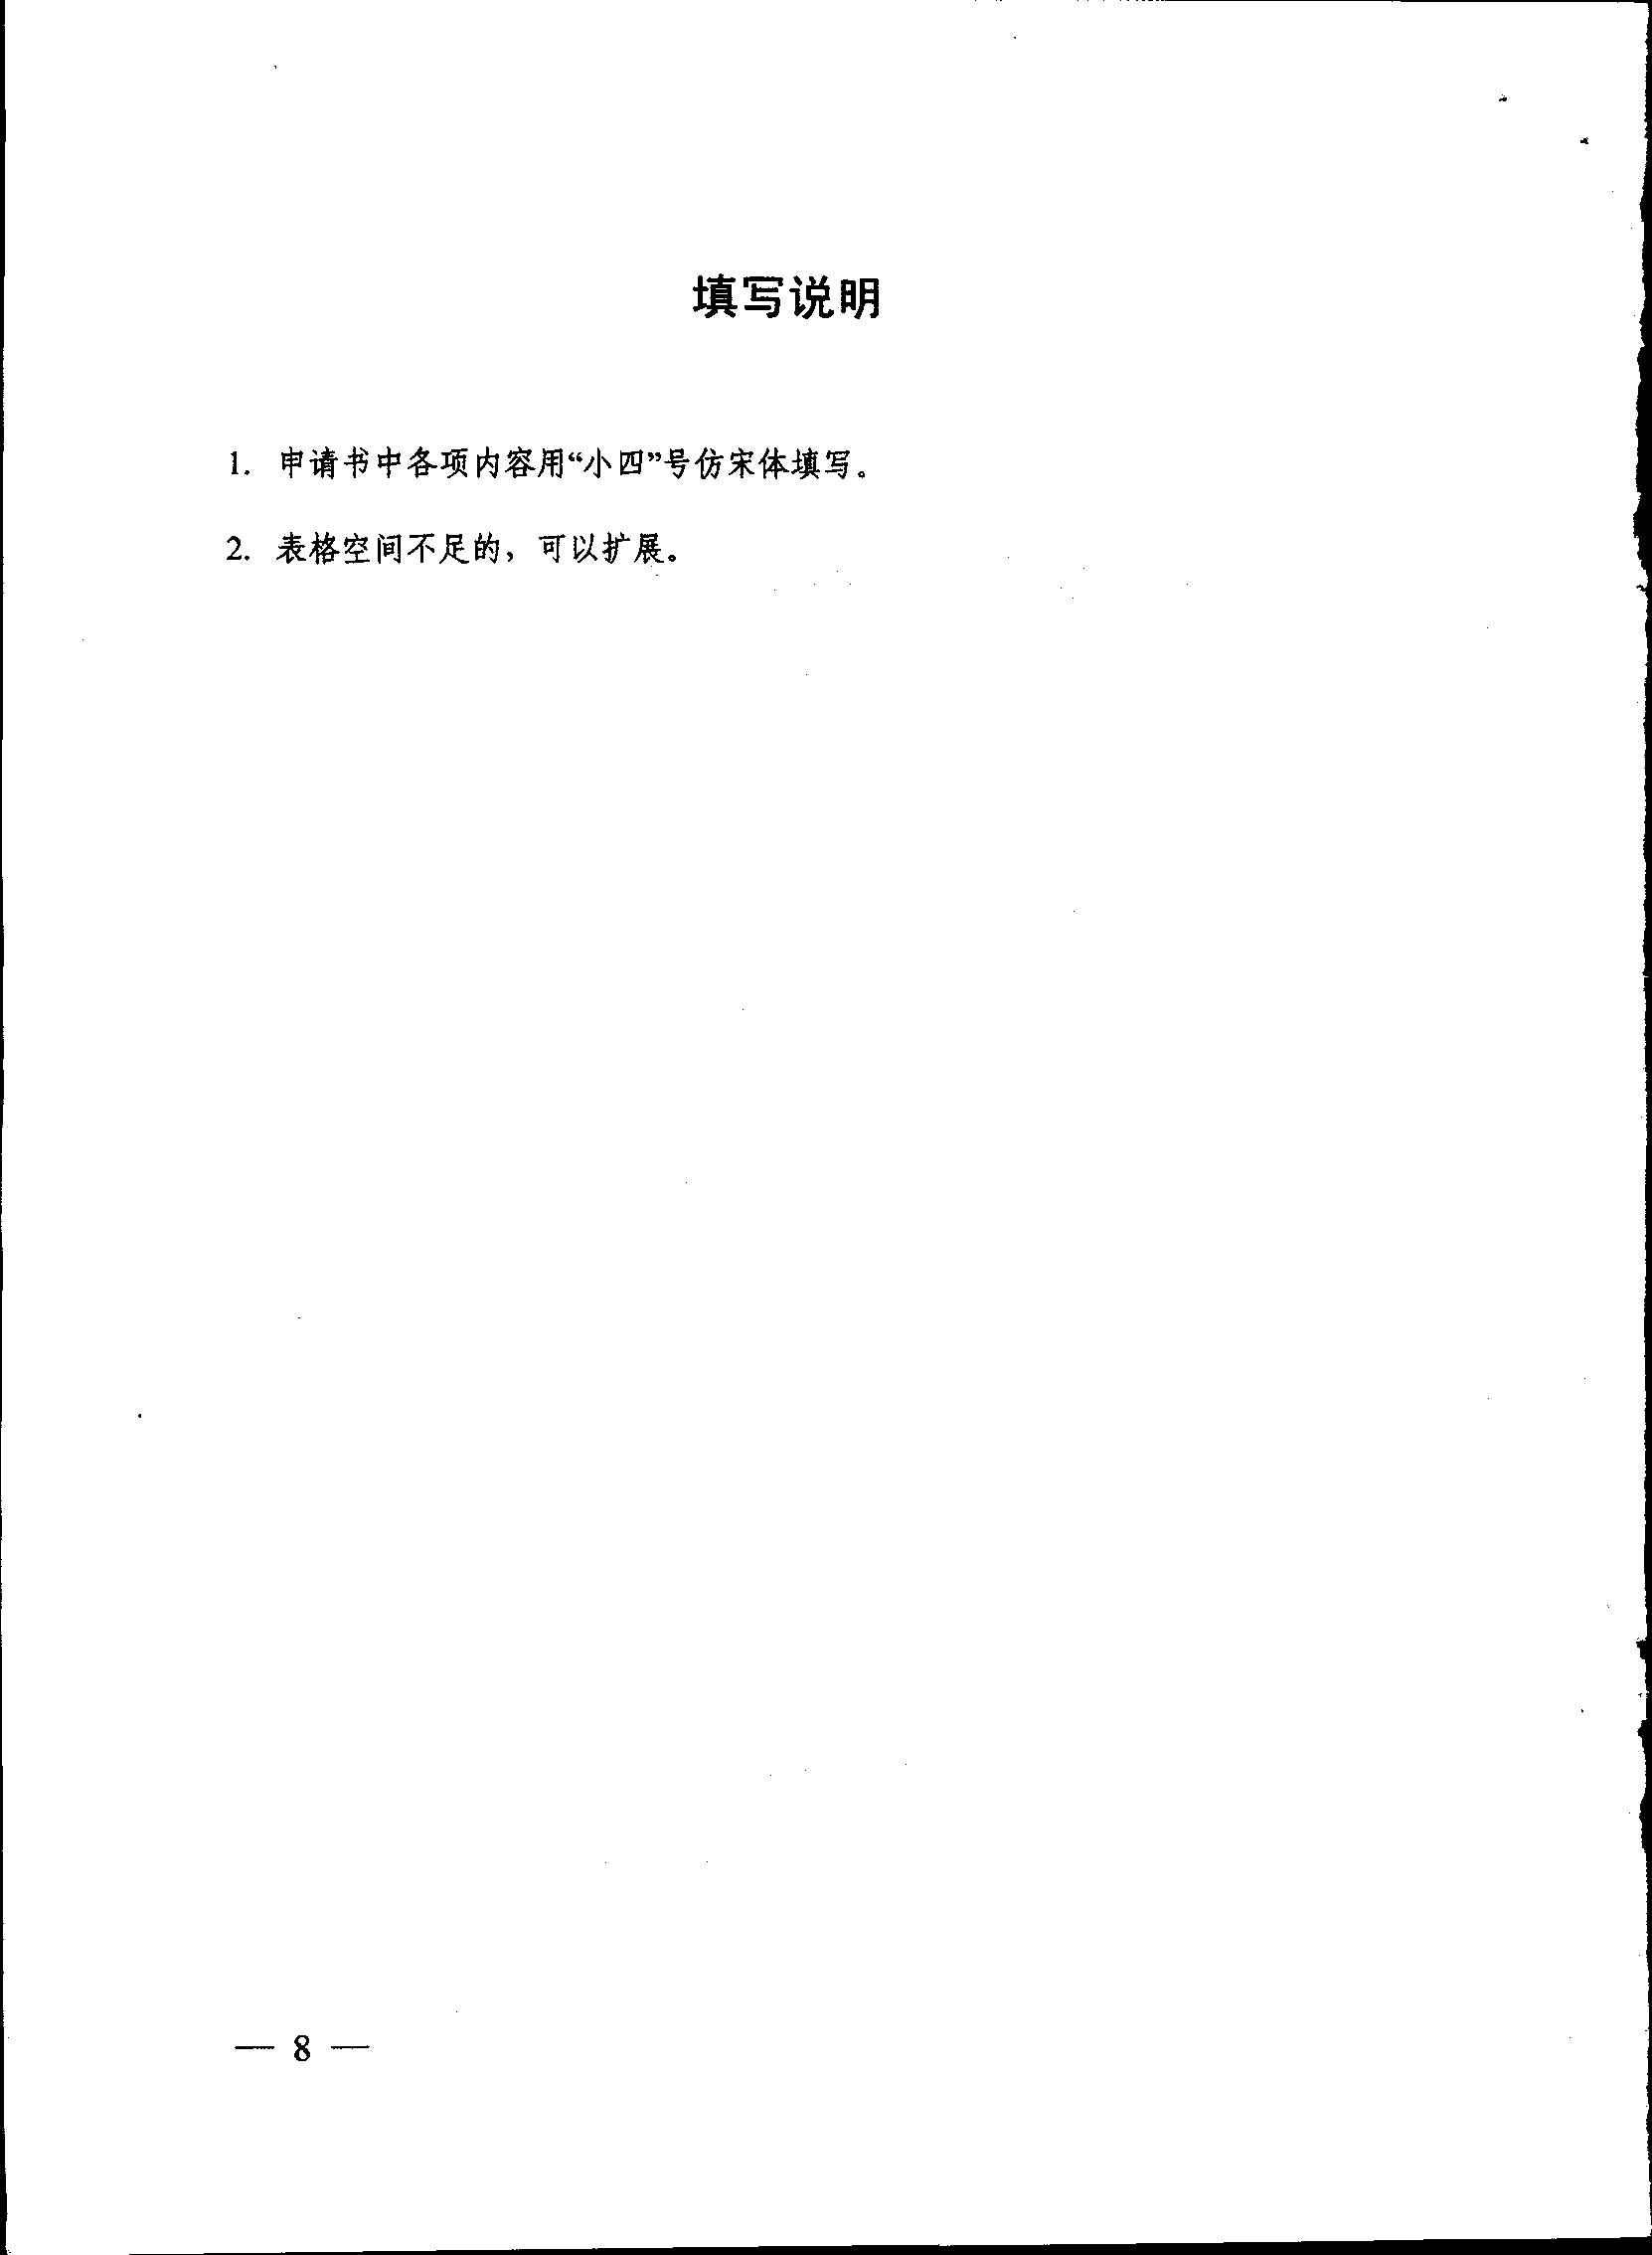 填写说明
1. 申请书中各项内容用“小四”号仿宋体填写。
2. 表格空间不足的，可以扩展。
— 8 —